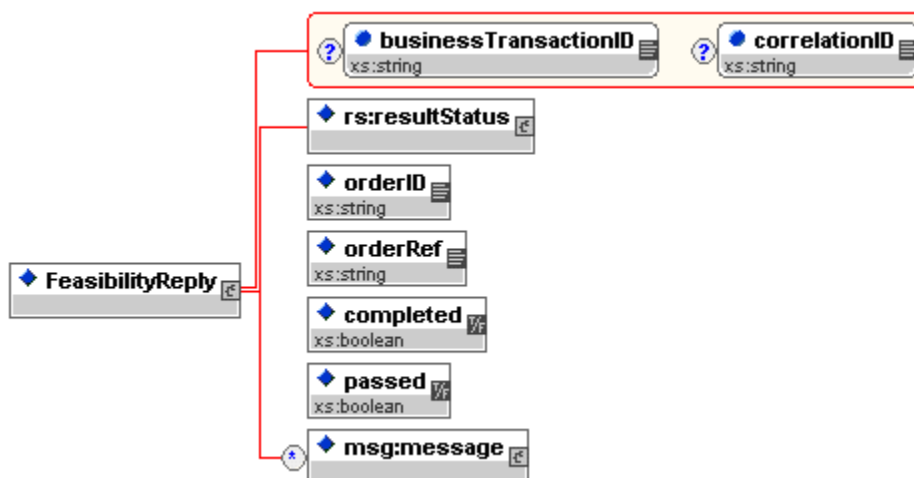 ? businessTransactionID
xs:string
? correlationID
xs:string
rs:resultStatus
orderID
xs:string
orderRef
xs:string
FeasibilityReply
completed
T/F
xs:boolean
passed
T/F
xs:boolean
* msg:message